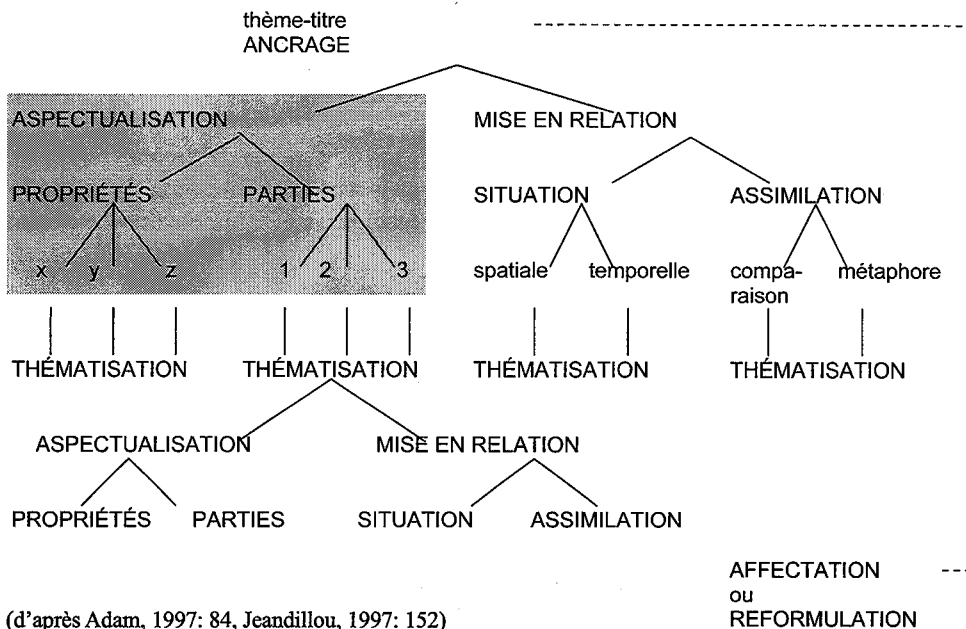 thème-titre
ANCRAGE
ASPECTUALISATION MISE EN RELATION
PROPRIÉTÉS PARTIES SITUATION ASSIMILATION
x y z 1 2 3 spatiale temporelle compa- métaphore
raison
THÉMATISATION THÉMATISATION THÉMATISATION THÉMATISATION
ASPECTUALISATION MISE EN RELATION
PROPRIÉTÉS PARTIES SITUATION ASSIMILATION
AFFECTATION
ou
REFORMULATION
(d'après Adam, 1997: 84, Jeandillou, 1997: 152)